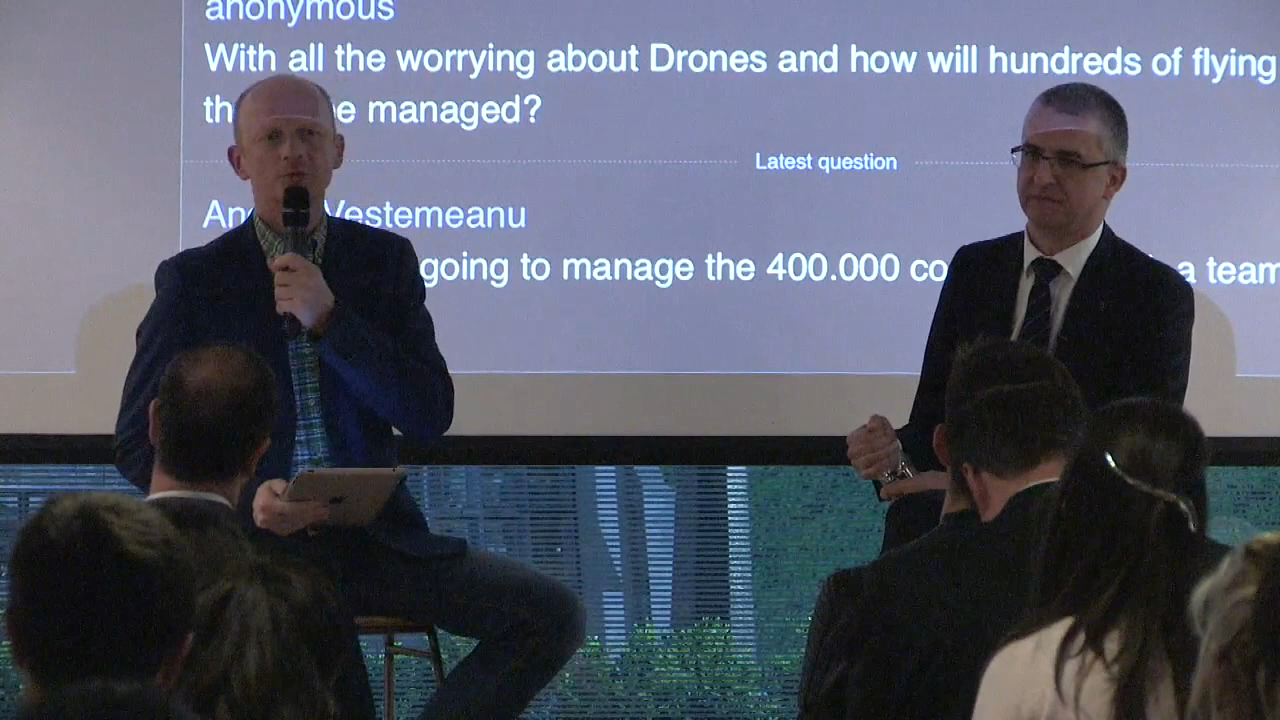 anonymous
With all the worrying about Drones and how will hundreds of flying
be managed?
Latest question
Vestemeanu
going to manage the 400.000 a team